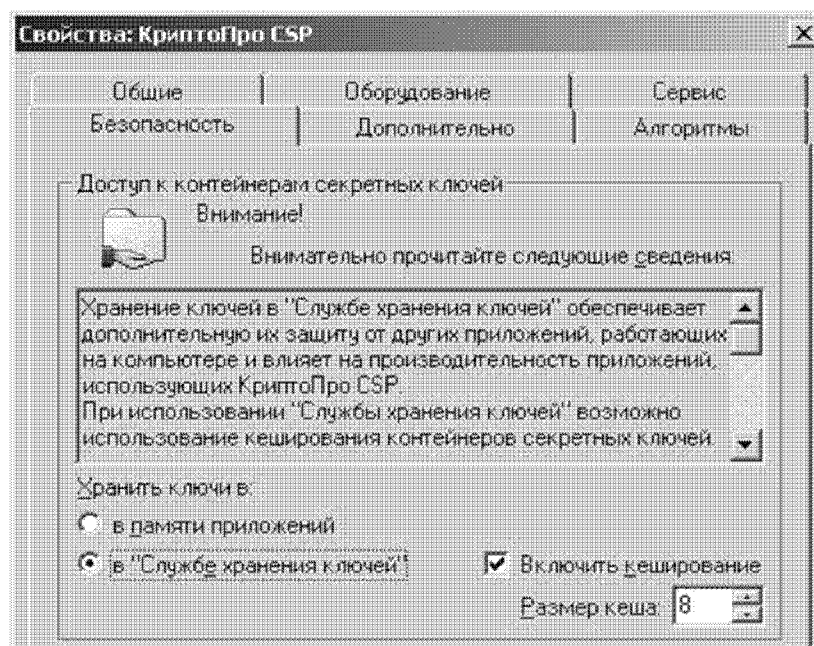 Свойства: КриптоПро CSP
Общие Оборудование Сервис
Безопасность Дополнительно Алгоритмы
Доступ к контейнерам секретных ключей
Внимание!
Внимательно прочитайте следующие сведения:
Хранение ключей в "Службе хранения ключей" обеспечивает
дополнительную их защиту от других приложений, работающих
на компьютере и влияет на производительность приложений,
использующих КриптоПро CSP.
При использовании "Службы хранения ключей" возможно
использование кеширования контейнеров секретных ключей.
Хранить ключи в:
в памяти приложений
в "Службе хранения ключей" Включить кеширование
Размер кеша: 8